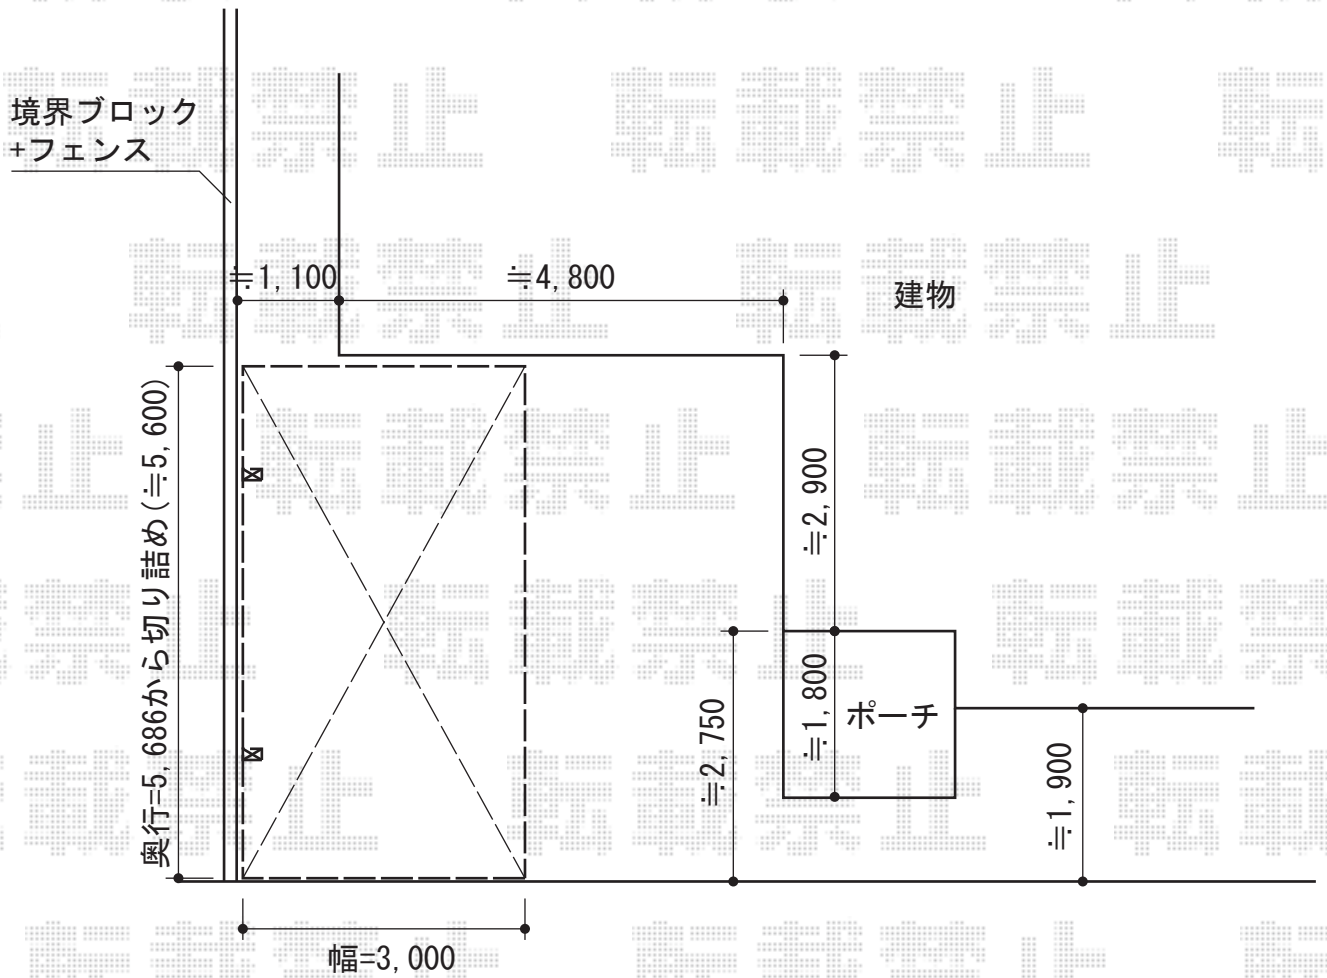 転載禁止
境界ブロック
+フェンス
≒1,100
≒4,800
建物
奥行=5,686から切り詰め(≒5,600)
≒2,900
≒1,800
ポーチ
≒2,750
≒1,900
幅=3,000